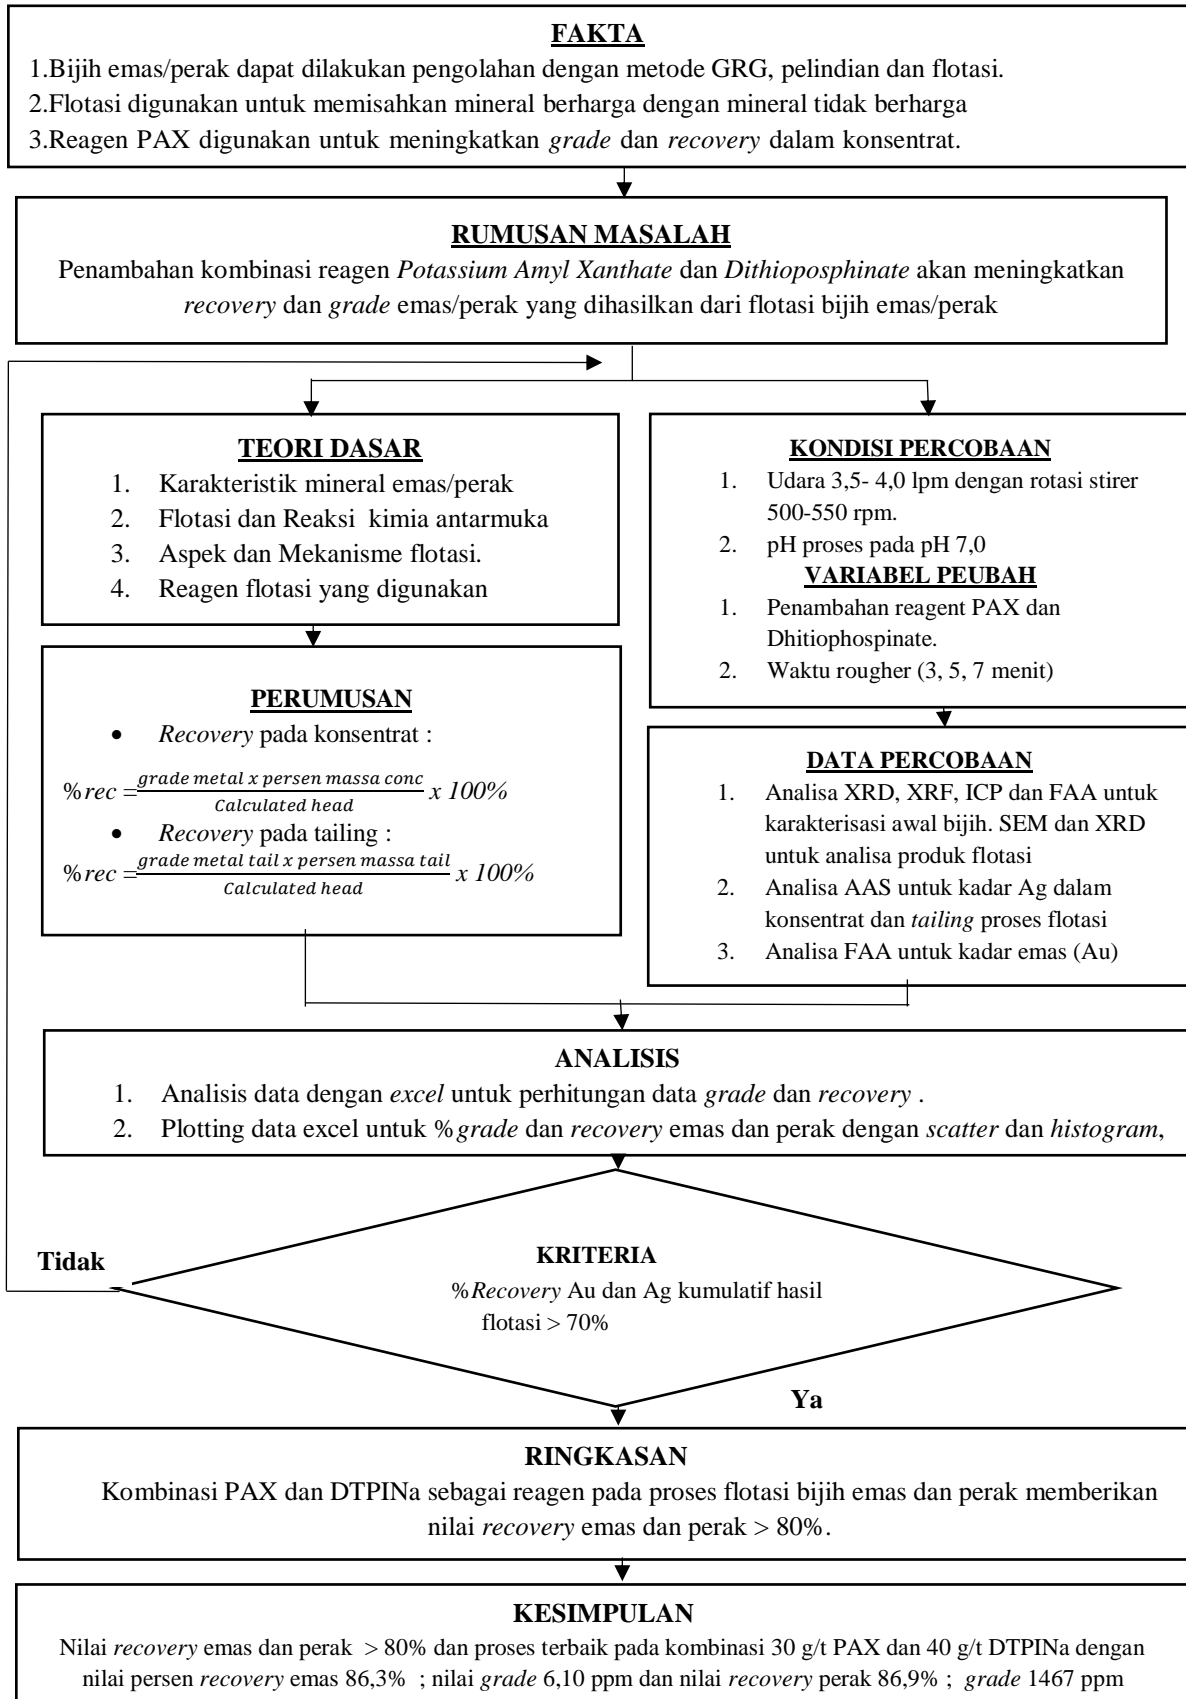 FAKTA
1.Bijih emas/perak dapat dilakukan pengolahan dengan metode GRG, pelindian dan flotasi.
2.Flotasi digunakan untuk memisahkan mineral berharga dengan mineral tidak berharga
3.Reagen PAX digunakan untuk meningkatkan grade dan recovery dalam konsentrat.
RUMUSAN MASALAH
Penambahan kombinasi reagen Potassium Amyl Xanthate dan Dithioposphinate akan meningkatkan
recovery dan grade emas/perak yang dihasilkan dari flotasi bijih emas/perak
TEORI DASAR
1. Karakteristik mineral emas/perak
2. Flotasi dan Reaksi kimia antarmuka
3. Aspek dan Mekanisme flotasi.
4. Reagen flotasi yang digunakan
PERUMUSAN
• Recovery pada konsentrat :
%rec = grade metal x persen massa conc / Calculated head x 100%
• Recovery pada tailing :
%rec = grade metal tail x persen massa tail / Calculated head x 100%
KONDISI PERCOBAAN
1. Udara 3,5- 4,0 lpm dengan rotasi stirer
500-550 rpm.
2. pH proses pada pH 7,0
VARIABEL PEUBAH
1. Penambahan reagent PAX dan
Dhitiophospinate.
2. Waktu rougher (3, 5, 7 menit)
DATA PERCOBAAN
1. Analisa XRD, XRF, ICP dan FAA untuk
karakterisasi awal bijih. SEM dan XRD
untuk analisa produk flotasi
2. Analisa AAS untuk kadar Ag dalam
konsentrat dan tailing proses flotasi
3. Analisa FAA untuk kadar emas (Au)
ANALISIS
1. Analisis data dengan excel untuk perhitungan data grade dan recovery .
2. Plotting data excel untuk %grade dan recovery emas dan perak dengan scatter dan histogram,
Tidak
KRITERIA
%Recovery Au dan Ag kumulatif hasil
flotasi > 70%
Ya
RINGKASAN
Kombinasi PAX dan DTPINa sebagai reagen pada proses flotasi bijih emas dan perak memberikan
nilai recovery emas dan perak > 80%.
KESIMPULAN
Nilai recovery emas dan perak > 80% dan proses terbaik pada kombinasi 30 g/t PAX dan 40 g/t DTPINa dengan
nilai persen recovery emas 86,3% ; nilai grade 6,10 ppm dan nilai recovery perak 86,9% ; grade 1467 ppm